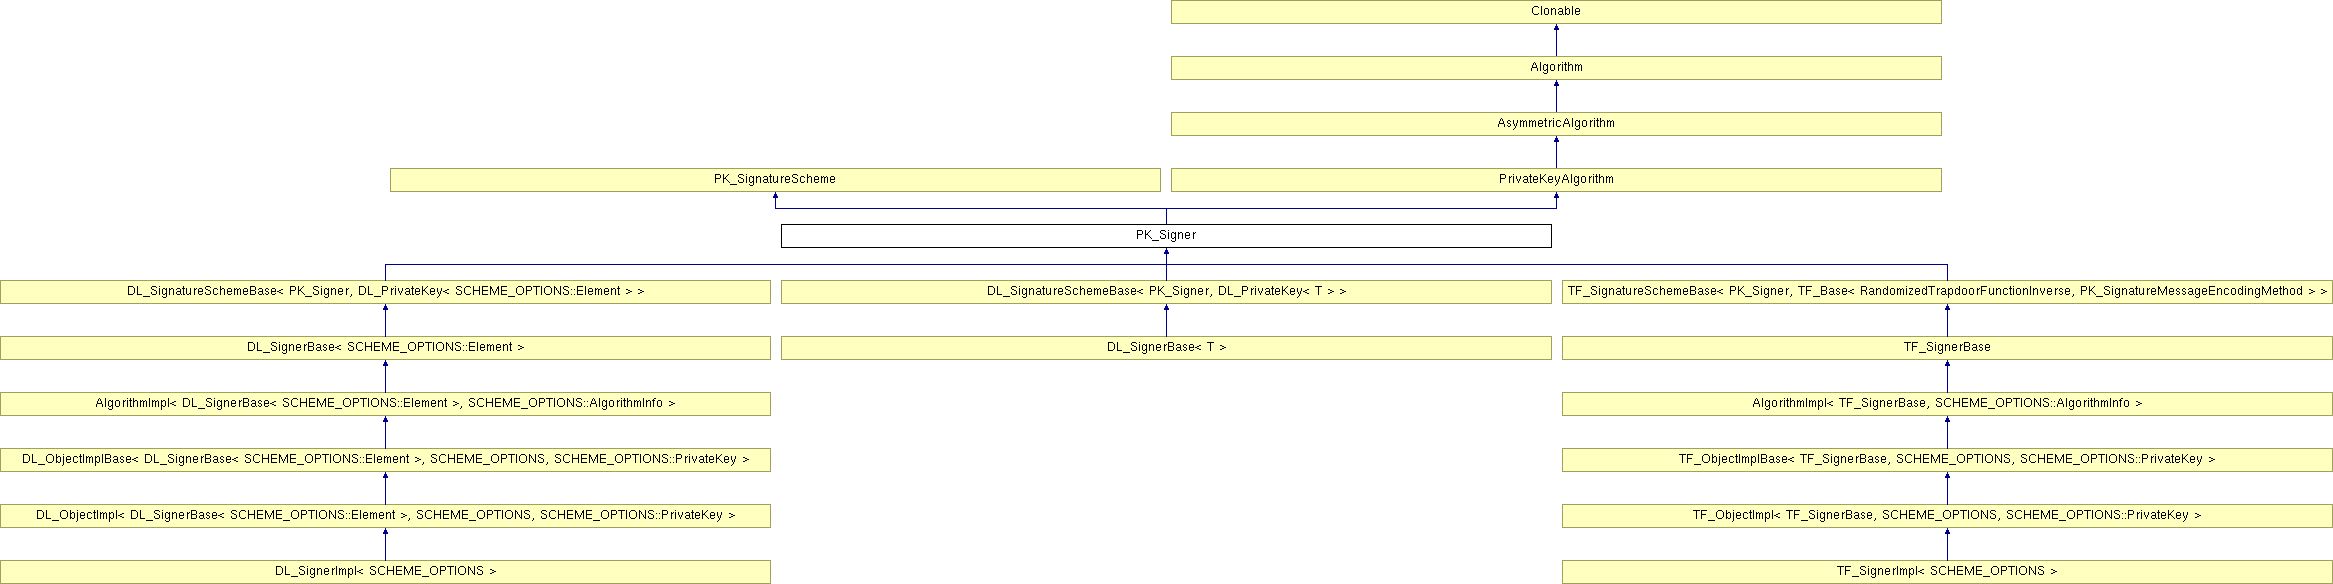 Clonable
Algorithm
AsymmetricAlgorithm
PK_SignatureScheme
PrivateKeyAlgorithm
PK_Signer
DL_SignatureSchemeBase< PK_Signer, DL_PrivateKey< SCHEME_OPTIONS::Element > >
DL_SignatureSchemeBase< PK_Signer, DL_PrivateKey< T > >
TF_SignatureSchemeBase< PK_Signer, TF_Base< RandomizedTrapdoorFunctionInverse, PK_SignatureMessageEncodingMethod > >
DL_SignerBase< SCHEME_OPTIONS::Element >
DL_SignerBase< T >
TF_SignerBase
AlgorithmImpl< DL_SignerBase< SCHEME_OPTIONS::Element >, SCHEME_OPTIONS::AlgorithmInfo >
AlgorithmImpl< TF_SignerBase, SCHEME_OPTIONS::AlgorithmInfo >
DL_ObjectImplBase< DL_SignerBase< SCHEME_OPTIONS::Element >, SCHEME_OPTIONS, SCHEME_OPTIONS::PrivateKey >
TF_ObjectImplBase< TF_SignerBase, SCHEME_OPTIONS, SCHEME_OPTIONS::PrivateKey >
DL_ObjectImpl< DL_SignerBase< SCHEME_OPTIONS::Element >, SCHEME_OPTIONS, SCHEME_OPTIONS::PrivateKey >
TF_ObjectImpl< TF_SignerBase, SCHEME_OPTIONS, SCHEME_OPTIONS::PrivateKey >
DL_SignerImpl< SCHEME_OPTIONS >
TF_SignerImpl< SCHEME_OPTIONS >